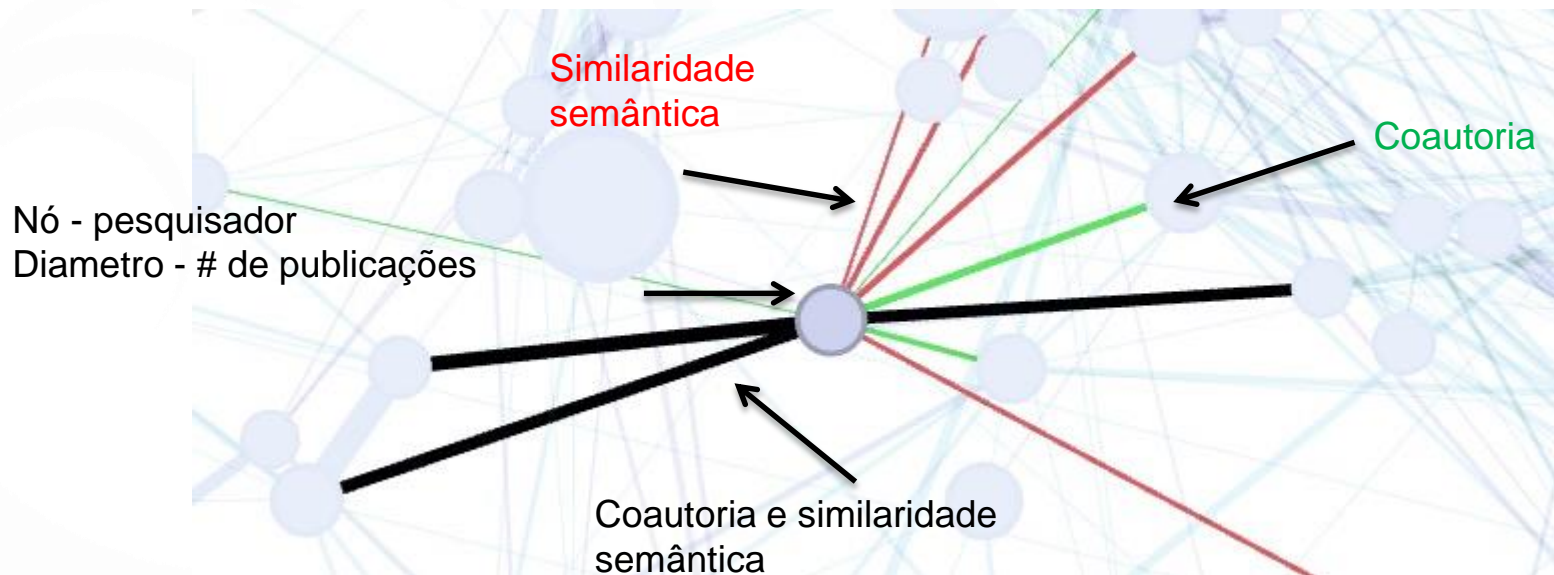 Similaridade
semântica
Coautoria
Nó - pesquisador
Diametro - # de publicações
Coautoria e similaridade
semântica